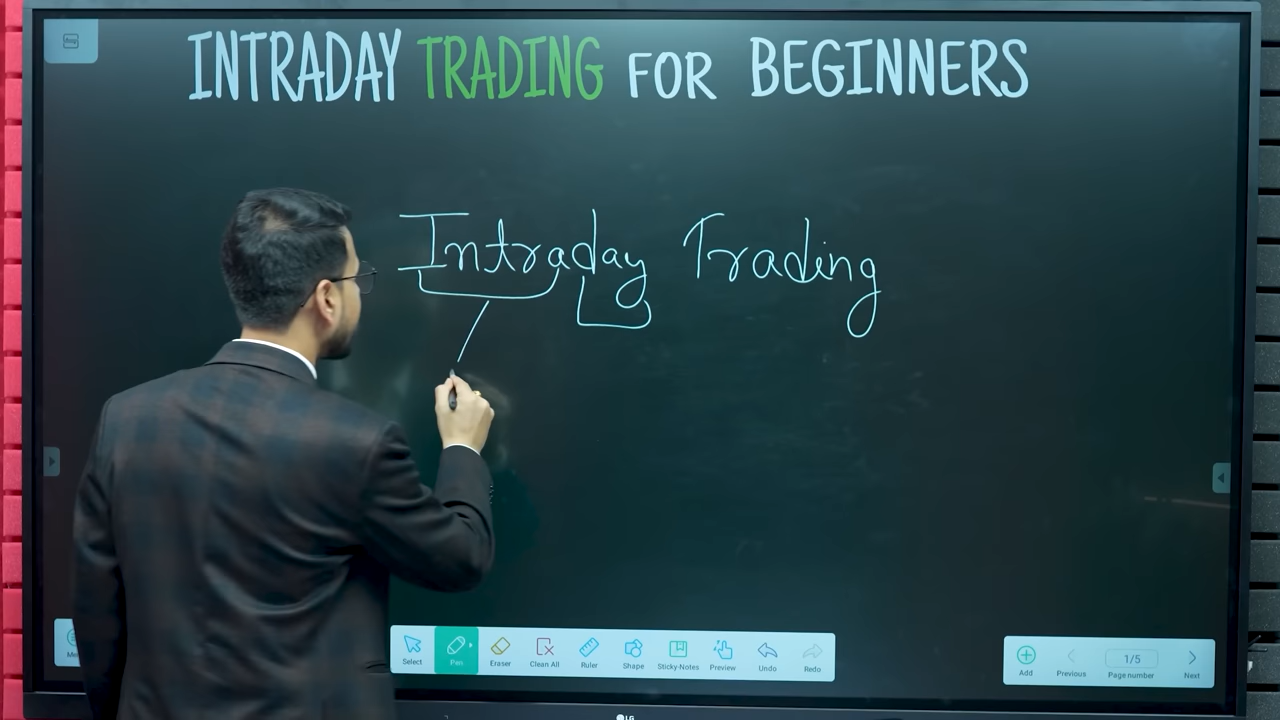 INTRADAY TRADING FOR BEGINNERS
Intraday Trading
Select Pen Eraser Clean All Ruler Shape Sticky-Notes Preview Undo Redo
Add Previous 1/5 Page number Next
LG